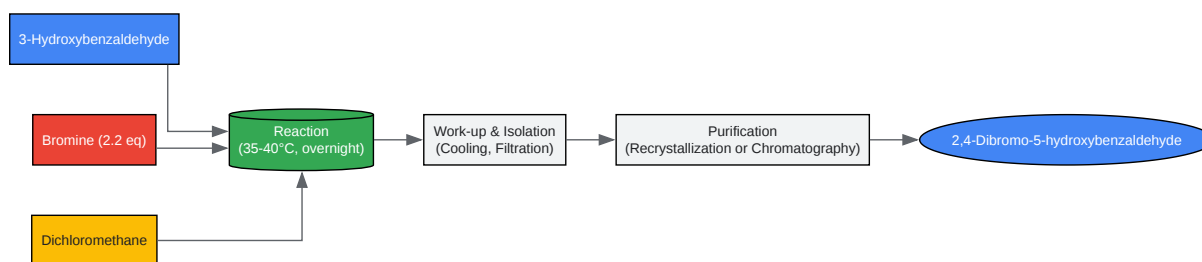 3-Hydroxybenzaldehyde
Bromine (2.2 eq)
Dichloromethane
Reaction
(35-40°C, overnight)
Work-up & Isolation
(Cooling, Filtration)
Purification
(Recrystallization or Chromatography)
2,4-Dibromo-5-hydroxybenzaldehyde